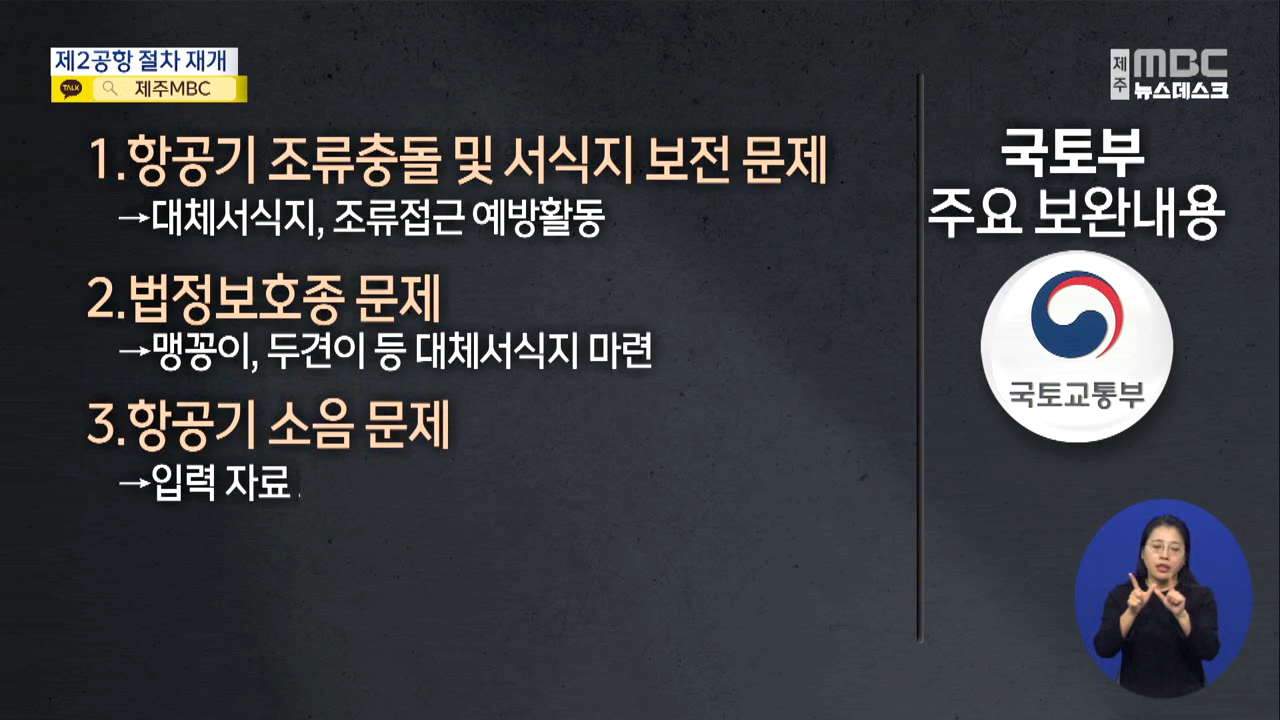 제2공항 절차 재개
TALK 제주MBC
제주 MBC
뉴스데스크
1.항공기 조류충돌 및 서식지 보전 문제
→대체서식지, 조류접근 예방활동
2.법정보호종 문제
→맹꽁이, 두견이 등 대체서식지 마련
3.항공기 소음 문제
→입력 자료
국토부
주요 보완내용
국토교통부